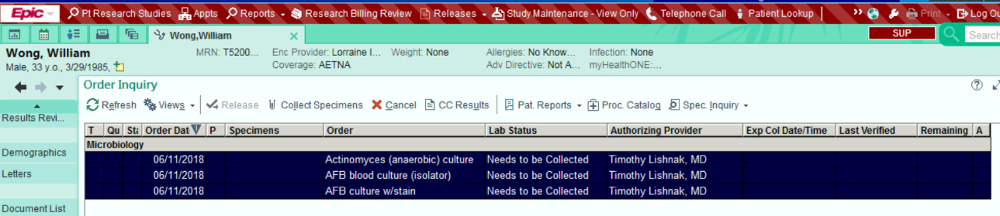 Epic Pt Research Studies Appts Reports Research Billing Review Releases Study Maintenance - View Only Telephone Call Patient Lookup Print Log Ou
Wong,William SUP Search
Wong, William MRN: T5200... Enc Provider: Lorraine I... Weight: None Allergies: No Know... Infection: None
Male, 33 y.o., 3/29/1985, Coverage: AETNA Adv Directive: Not A... myHealthONE:...
Order Inquiry
Refresh Views Release Collect Specimens Cancel CC Results Pat. Reports Proc. Catalog Spec. Inquiry
Results Revi...
Demographics
Letters
Document List
T Qu Sta Order Dat P Specimens Order Lab Status Authorizing Provider Exp Col Date/Time Last Verified Remaining A
Microbiology
06/11/2018 Actinomyces (anaerobic) culture Needs to be Collected Timothy Lishnak, MD
06/11/2018 AFB blood culture (isolator) Needs to be Collected Timothy Lishnak, MD
06/11/2018 AFB culture w/stain Needs to be Collected Timothy Lishnak, MD